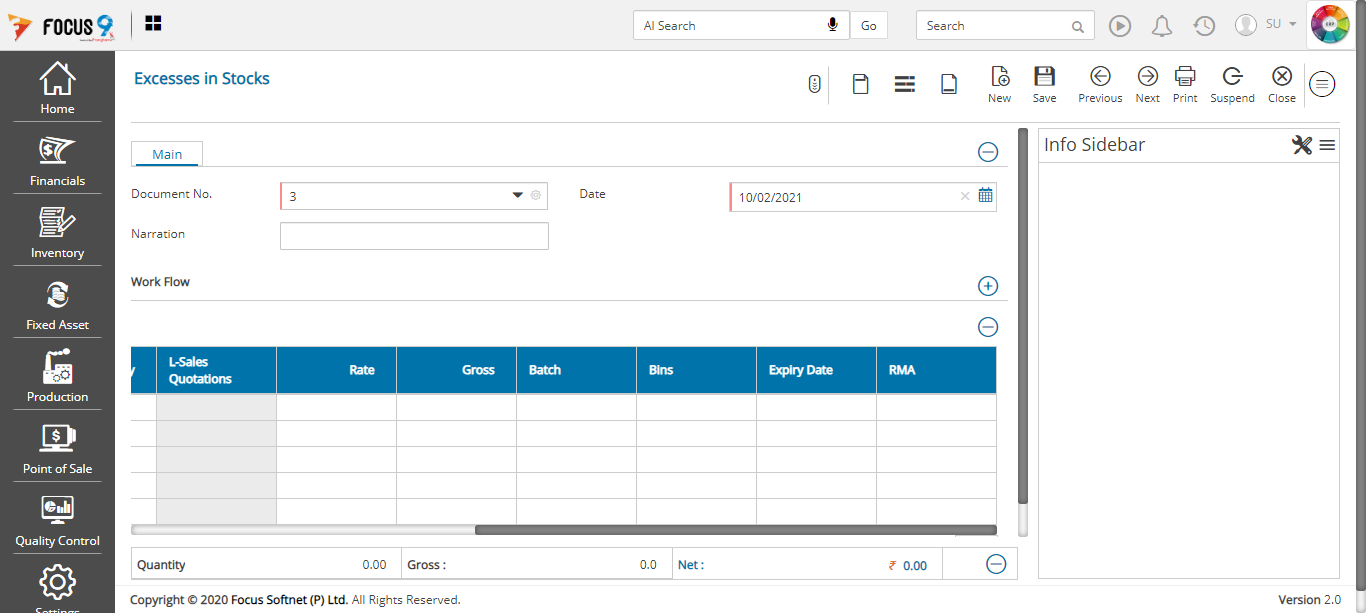 FOCUS 9
AI Search
Go
Search
SU
ERP
Home
Financials
Inventory
Fixed Asset
Production
Point of Sale
Quality Control
Settings
Excesses in Stocks
New
Save
Previous
Next
Print
Suspend
Close
Main
Document No.
3
Date
10/02/2021
Narration
Work Flow
y
L-Sales
Quotations
Rate
Gross
Batch
Bins
Expiry Date
RMA
Quantity
0.00
Gross :
0.0
Net :
₹ 0.00
Info Sidebar
Copyright © 2020 Focus Softnet (P) Ltd. All Rights Reserved.
Version 2.0